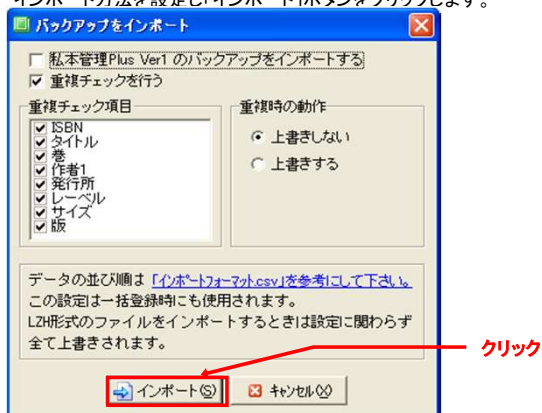 インポート方法を設定し「インポート」ボタンをクリックします。
バックアップをインポート
私本管理Plus Ver1 のバックアップをインポートする
重複チェックを行う
重複チェック項目
ISBN
タイトル
巻
作者1
発行所
レーベル
サイズ
版
重複時の動作
上書きしない
上書きする
データの並び順は「インポートフォーマット.csv」を参考にして下さい。
この設定は一括登録時にも使用されます。
LZH形式のファイルをインポートするときは設定に関わらず
全て上書きされます。
クリック
インポート(S)
キャンセル(X)